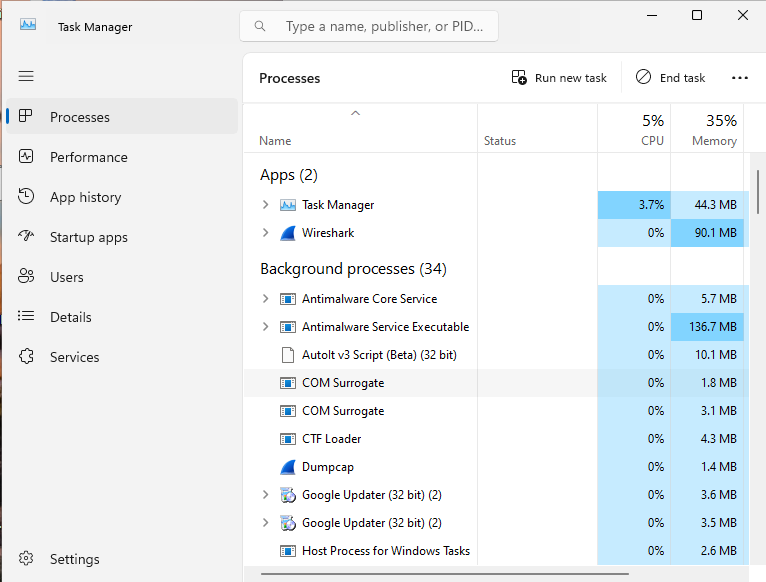 Task Manager
Type a name, publisher, or PID...
Processes
Performance
App history
Startup apps
Users
Details
Services
Settings
Processes
Run new task
End task
Name
Status
5% CPU
35% Memory
Apps (2)
Task Manager 3.7% 44.3 MB
Wireshark 0% 90.1 MB
Background processes (34)
Antimalware Core Service 0% 5.7 MB
Antimalware Service Executable 0% 136.7 MB
AutoIt v3 Script (Beta) (32 bit) 0% 10.1 MB
COM Surrogate 0% 1.8 MB
COM Surrogate 0% 3.1 MB
CTF Loader 0% 4.3 MB
Dumpcap 0% 1.4 MB
Google Updater (32 bit) (2) 0% 3.6 MB
Google Updater (32 bit) (2) 0% 3.5 MB
Host Process for Windows Tasks 0% 2.6 MB